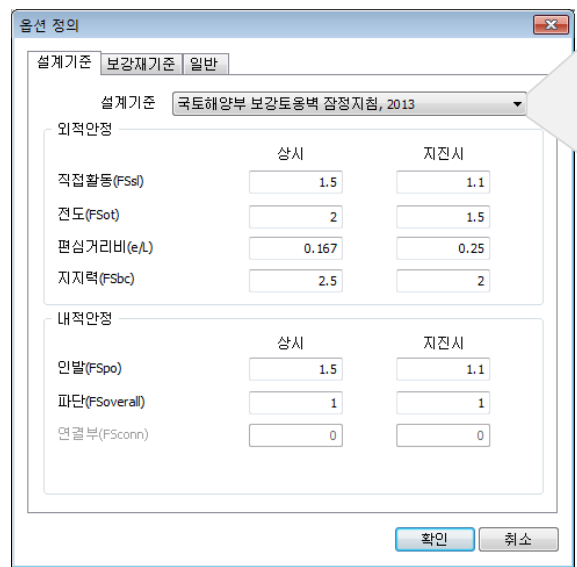 옵션 정의
설계기준 보강재기준 일반
설계기준 국토해양부 보강토옹벽 잠정지침, 2013
외적안정
상시 지진시
직접활동(FSsl) 1.5 1.1
전도(FSot) 2 1.5
편심거리비(e/L) 0.167 0.25
지지력(FSbc) 2.5 2
내적안정
상시 지진시
인발(FSpo) 1.5 1.1
파단(FSoverall) 1 1
연결부(FSconn) 0 0
확인 취소